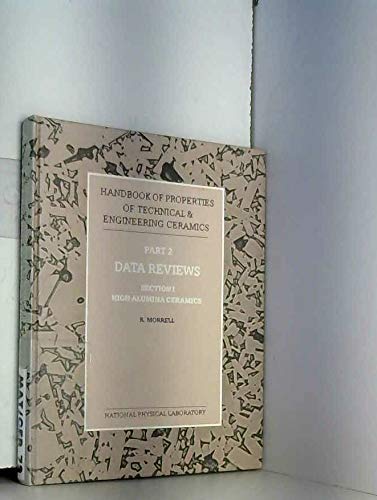 HANDBOOK OF PROPERTIES
OF TECHNICAL &
ENGINEERING CERAMICS
PART 2
DATA REVIEWS
SECTION I
HIGH-ALUMINA CERAMICS
R. MORRELL
NATIONAL PHYSICAL LABORATORY